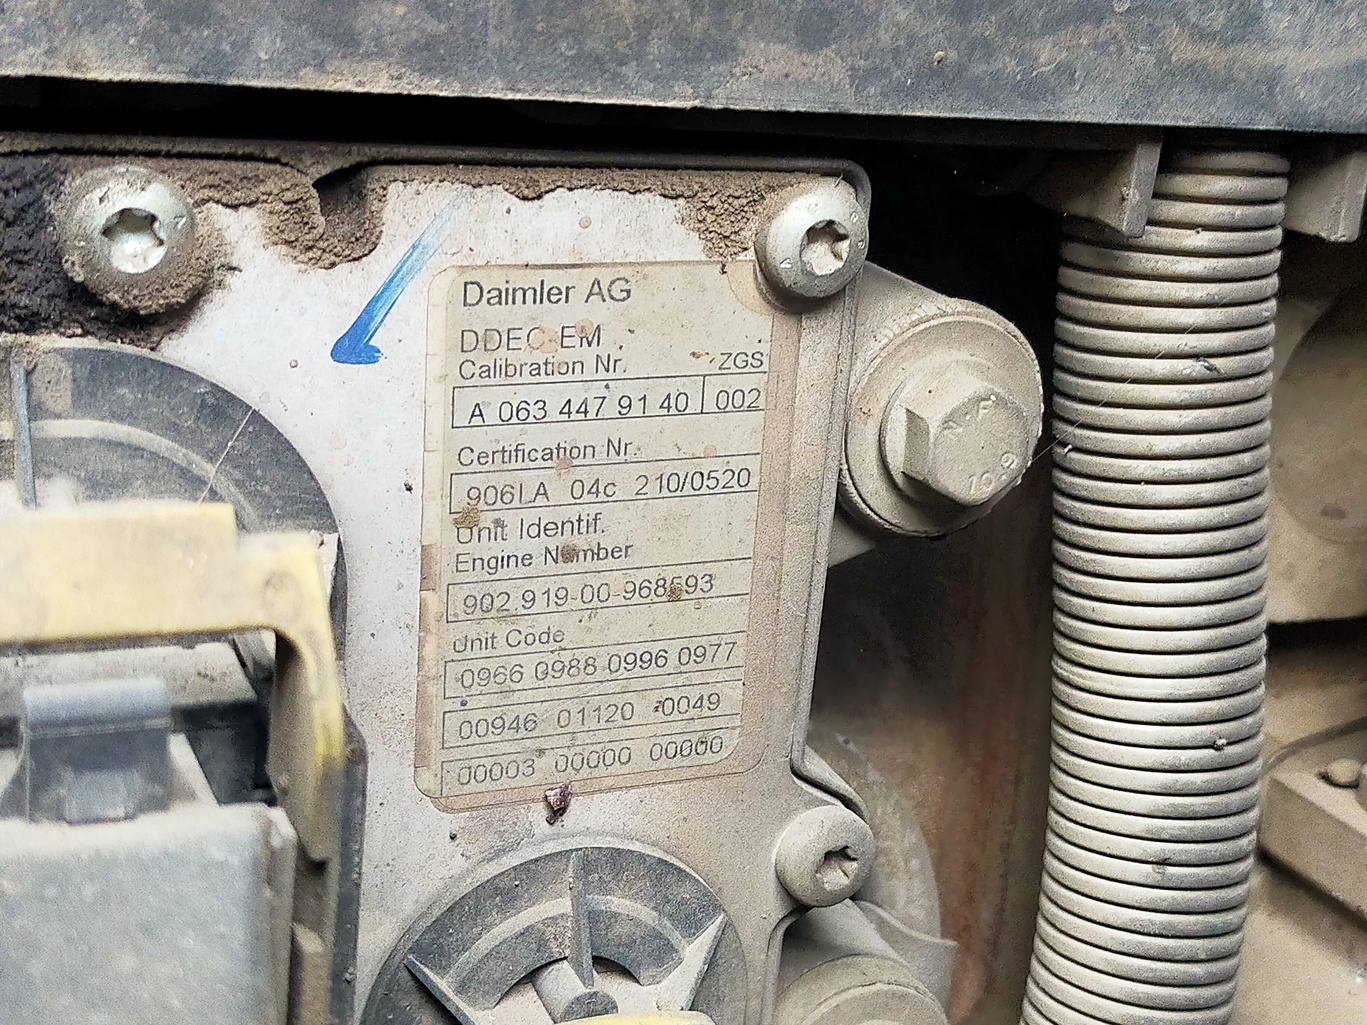 Daimler AG
DDEC-EM
Calibration Nr. ZGS
A 063 447 91 40 002
Certification Nr.
906LA 04c 210/0520
Unit Identif.
Engine Number
902.919-00-968593
Unit Code
0966 0988 0996 0977
00946 01120 0049
00003 00000 00000
10.9